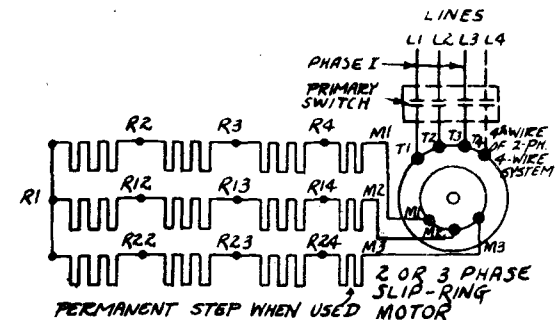 LINES
L1 L2 L3 L4
PHASE I
PRIMARY
SWITCH
R2 R3 R4 M1
T1 T2 T3 T4
4th WIRE
OF 2-PH.
4-WIRE
SYSTEM
R1
R12 R13 R14 M2
M1
M2
R22 R23 R24 M3
M3
2 OR 3 PHASE
SLIP-RING
MOTOR
PERMANENT STEP WHEN USED